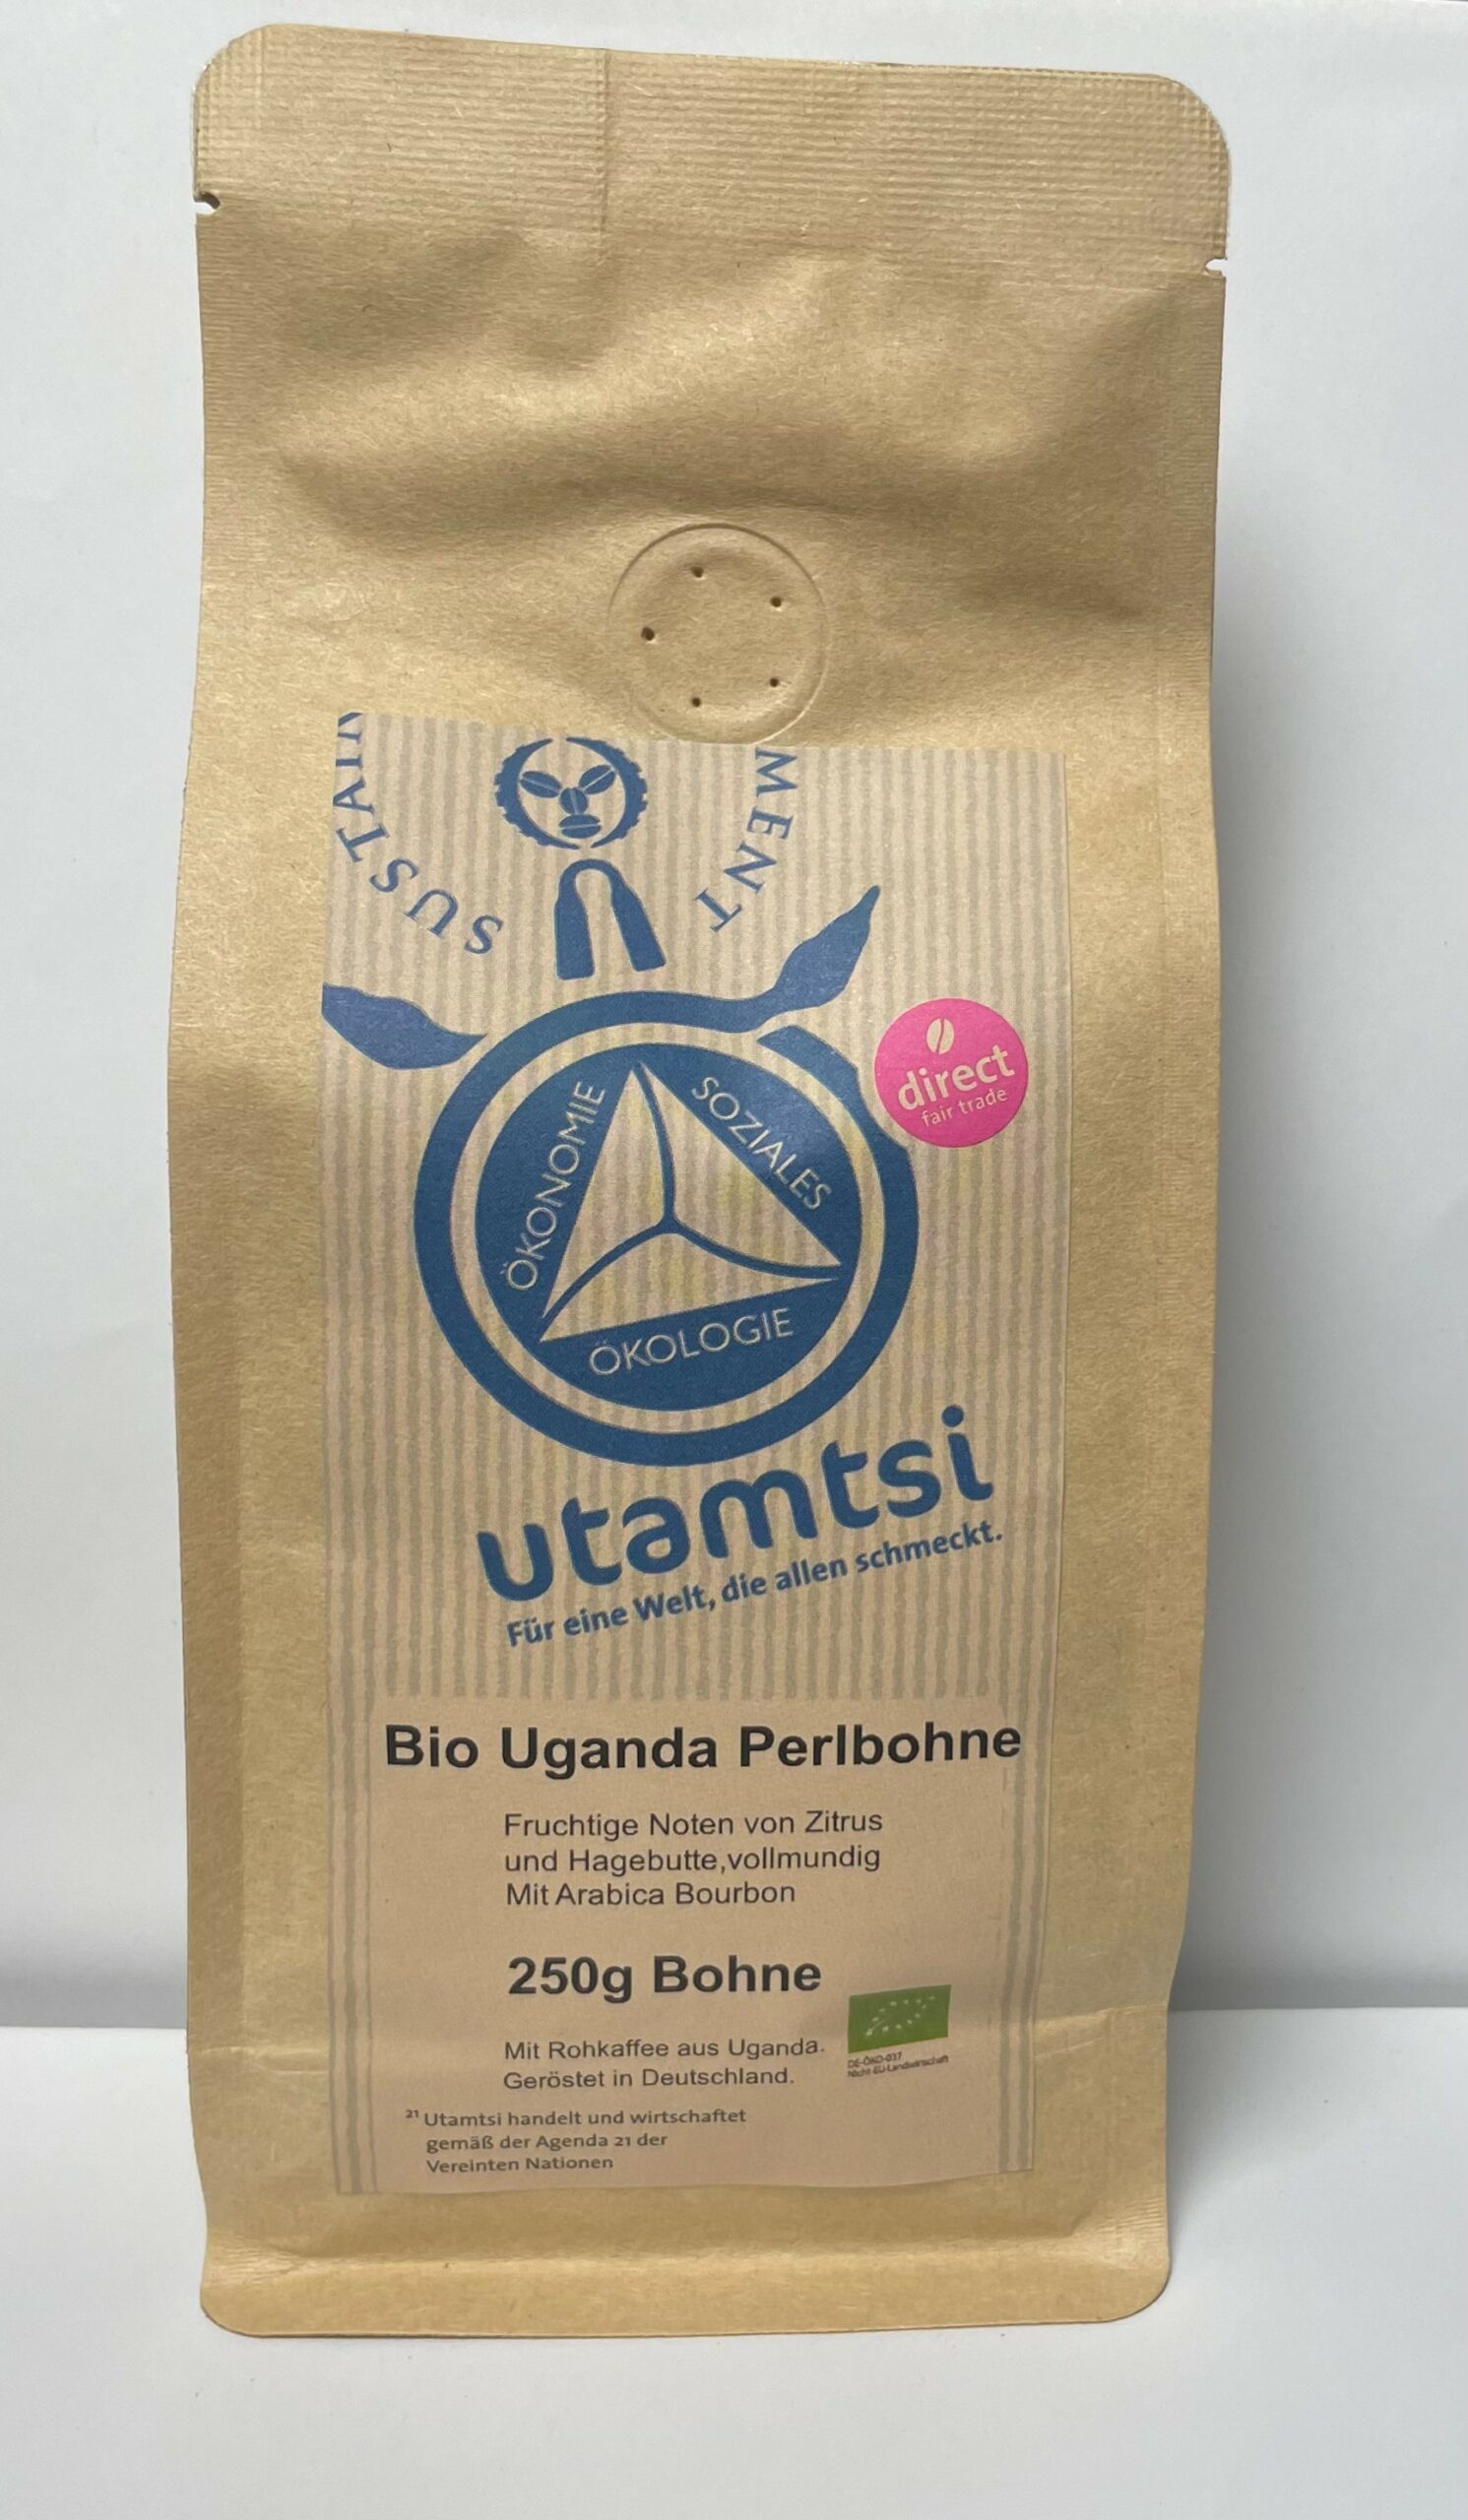 SUSTAIN
MENT
direct
fair trade
ÖKONOMIE
SOZIALES
ÖKOLOGIE
utamtsi
Für eine Welt, die allen schmeckt.
Bio Uganda Perlbohne
Fruchtige Noten von Zitrus
und Hagebutte,vollmundig
Mit Arabica Bourbon
250g Bohne
Mit Rohkaffee aus Uganda.
Geröstet in Deutschland.
DE-ÖKO-037
Nicht-EU-Landwirtschaft
21 Utamtsi handelt und wirtschaftet
gemäß der Agenda 21 der
Vereinten Nationen